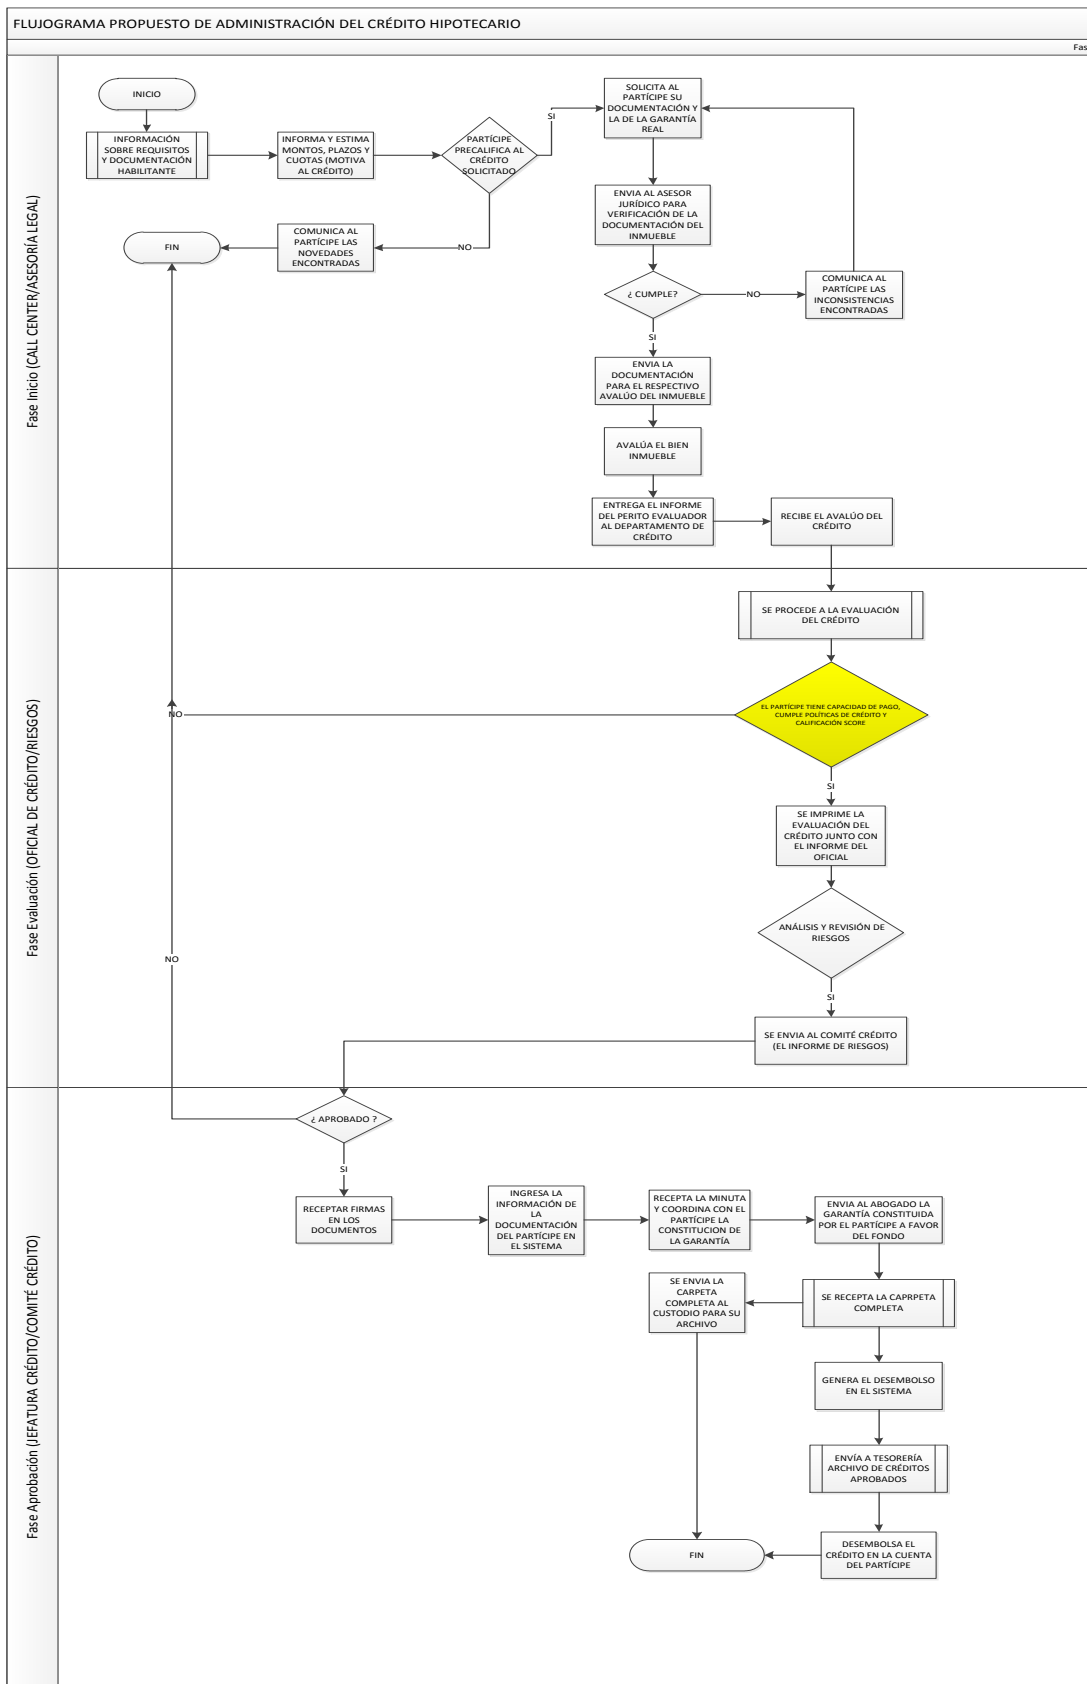 FLUJOGRAMA PROPUESTO DE ADMINISTRACIÓN DEL CRÉDITO HIPOTECARIO
Fas
Fase Inicio (CALL CENTER/ASESORÍA LEGAL)
INICIO
INFORMACIÓN
SOBRE REQUISITOS
Y DOCUMENTACIÓN
HABILITANTE
INFORMA Y ESTIMA
MONTOS, PLAZOS Y
CUOTAS (MOTIVA
AL CRÉDITO)
PARTÍCIPE
PRECALIFICA AL
CRÉDITO
SOLICITADO
SI
SOLICITA AL
PARTÍCIPE SU
DOCUMENTACIÓN Y
LA DE LA GARANTÍA
REAL
NO
COMUNICA AL
PARTÍCIPE LAS
NOVEDADES
ENCONTRADAS
FIN
ENVIA AL ASESOR
JURÍDICO PARA
VERIFICACIÓN DE LA
DOCUMENTACIÓN DEL
INMUEBLE
¿ CUMPLE?
NO
COMUNICA AL
PARTÍCIPE LAS
INCONSISTENCIAS
ENCONTRADAS
SI
ENVIA LA
DOCUMENTACIÓN
PARA EL RESPECTIVO
AVALÚO DEL INMUEBLE
AVALÚA EL BIEN
INMUEBLE
ENTREGA EL INFORME
DEL PERITO EVALUADOR
AL DEPARTAMENTO DE
CRÉDITO
RECIBE EL AVALÚO DEL
CRÉDITO
Fase Evaluación (OFICIAL DE CRÉDITO/RIESGOS)
SE PROCEDE A LA EVALUACIÓN
DEL CRÉDITO
EL PARTÍCIPE TIENE CAPACIDAD DE PAGO,
CUMPLE POLÍTICAS DE CRÉDITO Y
CALIFICACIÓN SCORE
NO
SI
SE IMPRIME LA
EVALUACIÓN DEL
CRÉDITO JUNTO CON
EL INFORME DEL
OFICIAL
ANÁLISIS Y REVISIÓN DE
RIESGOS
NO
SI
SE ENVIA AL COMITÉ CRÉDITO
(EL INFORME DE RIESGOS)
Fase Aprobación (JEFATURA CRÉDITO/COMITÉ CRÉDITO)
¿ APROBADO ?
SI
RECEPTAR FIRMAS
EN LOS
DOCUMENTOS
INGRESA LA
INFORMACIÓN DE
LA
DOCUMENTACIÓN
DEL PARTÍCIPE EN
EL SISTEMA
RECEPTA LA MINUTA
Y COORDINA CON EL
PARTÍCIPE LA
CONSTITUCION DE
LA GARANTÍA
ENVIA AL ABOGADO LA
GARANTÍA CONSTITUIDA
POR EL PARTÍCIPE A FAVOR
DEL FONDO
SE ENVIA LA
CARPETA
COMPLETA AL
CUSTODIO PARA SU
ARCHIVO
SE RECEPTA LA CAPRPETA
COMPLETA
GENERA EL DESEMBOLSO
EN EL SISTEMA
ENVÍA A TESORERÍA
ARCHIVO DE CRÉDITOS
APROBADOS
DESEMBOLSA EL
CRÉDITO EN LA CUENTA
DEL PARTÍCIPE
FIN